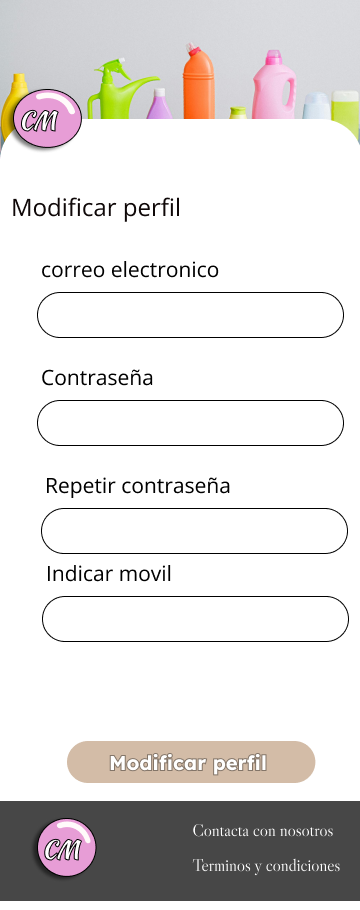 CM
Modificar perfil
correo electronico
Contraseña
Repetir contraseña
Indicar movil
Modificar perfil
CM
Contacta con nosotros
Terminos y condiciones